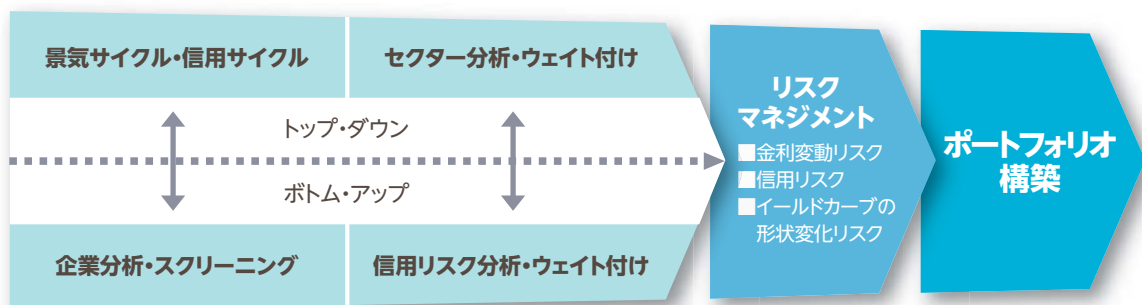 景気サイクル・信用サイクル
セクター分析・ウェイト付け
トップ・ダウン
ボトム・アップ
企業分析・スクリーニング
信用リスク分析・ウェイト付け
リスク
マネジメント
■金利変動リスク
■信用リスク
■イールドカーブの
形状変化リスク
ポートフォリオ
構築